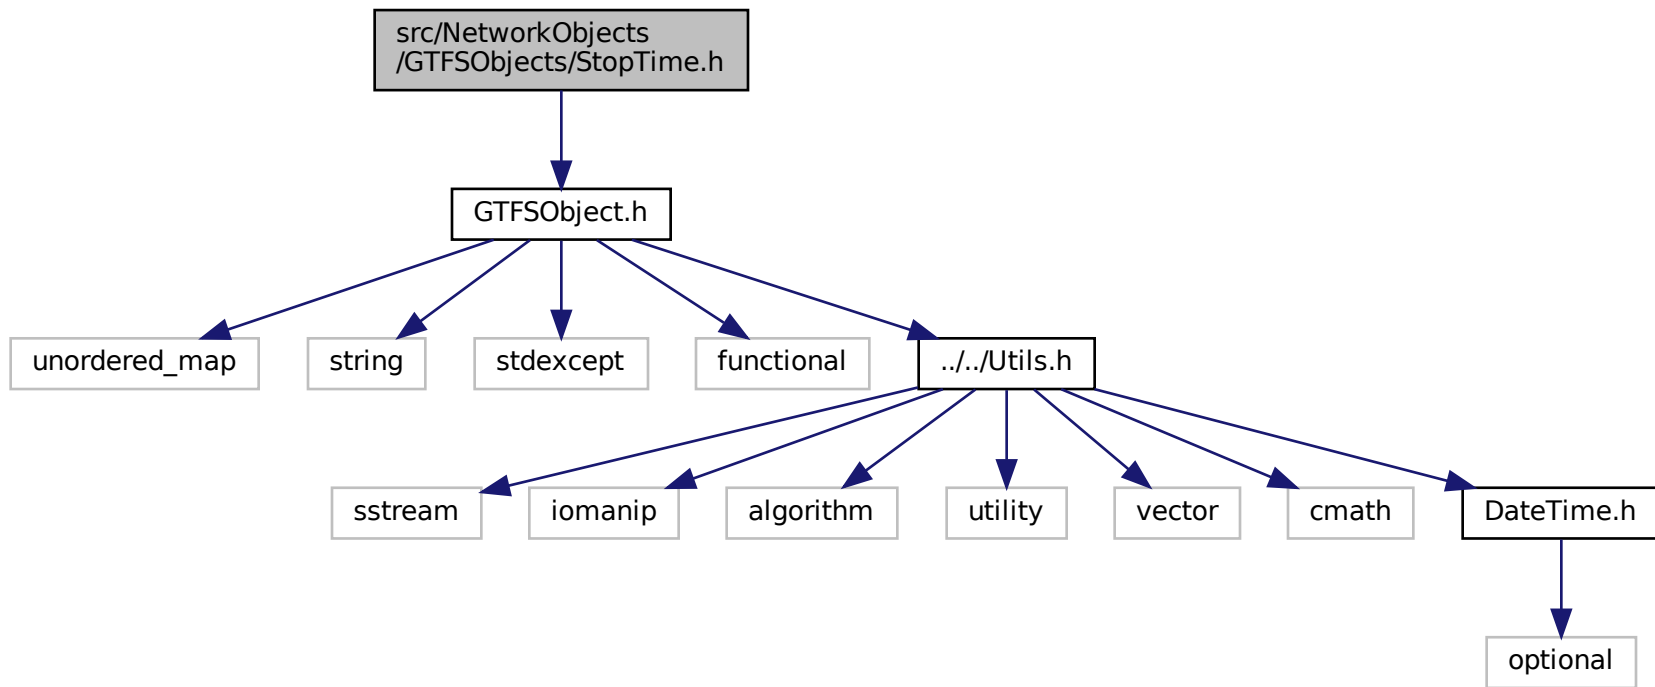 src/NetworkObjects
/GTFSObjects/StopTime.h
GTFSObject.h
unordered_map
string
stdexcept
functional
../../Utils.h
sstream
iomanip
algorithm
utility
vector
cmath
DateTime.h
optional